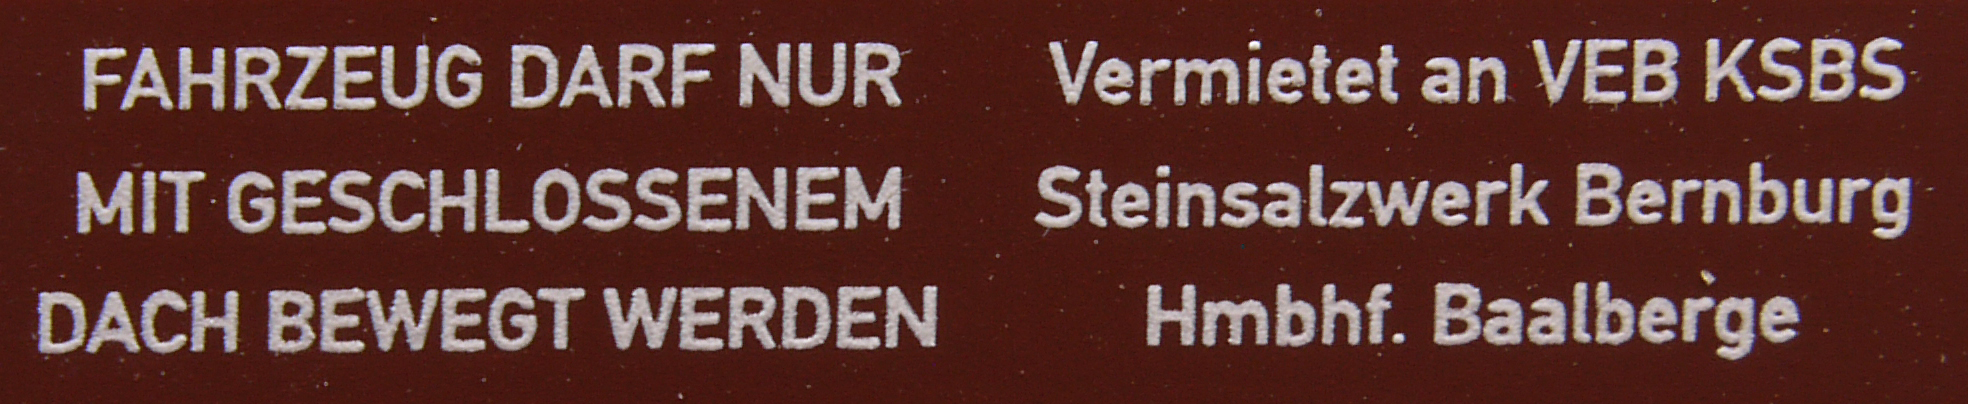 FAHRZEUG DARF NUR
MIT GESCHLOSSENEM
DACH BEWEGT WERDEN
Vermietet an VEB KSBS
Steinsalzwerk Bernburg
Hmbhf. Baalberge